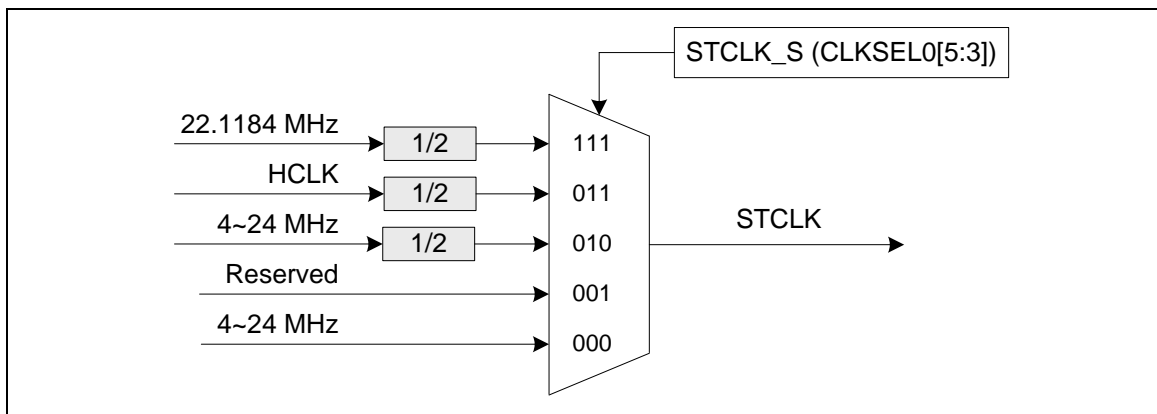 STCLK_S (CLKSEL0[5:3])
22.1184 MHz
1/2
111
HCLK
1/2
011
4~24 MHz
1/2
010
STCLK
Reserved
001
4~24 MHz
000